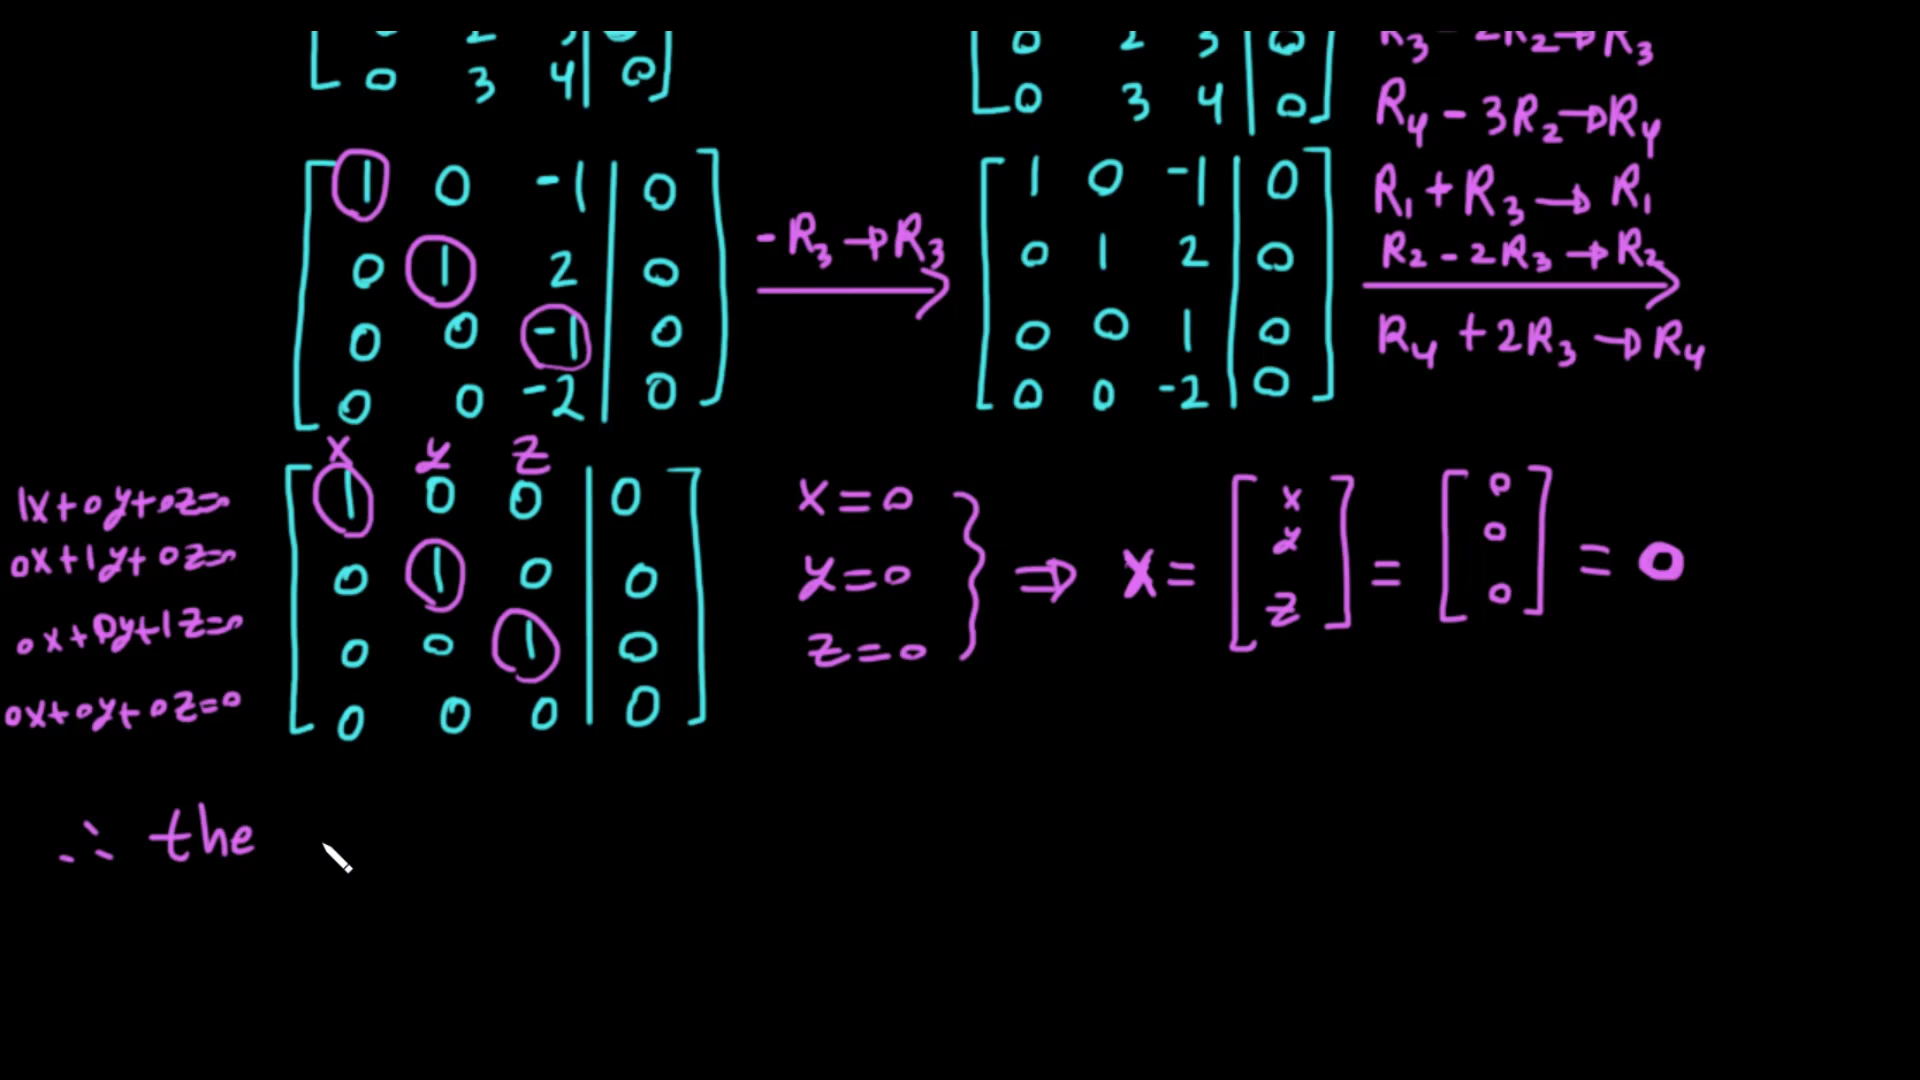 0 3 4 | 0
0 2 3 | 0
0 3 4 | 0
R₄ - 3R₂ → R₄
1 0 -1 | 0
0 1 2 | 0
0 0 -1 | 0
0 0 -2 | 0
-R₃ → R₃
1 0 -1 | 0
0 1 2 | 0
0 0 1 | 0
0 0 -2 | 0
R₁ + R₃ → R₁
R₂ - 2R₃ → R₂
R₄ + 2R₃ → R₄
x y z
1x + 0y + 0z = 0
0x + 1y + 0z = 0
0x + 0y + 1z = 0
0x + 0y + 0z = 0
1 0 0 | 0
0 1 0 | 0
0 0 1 | 0
0 0 0 | 0
x = 0
y = 0
z = 0
} ⇒ X = [x y z] = [0 0 0] = 0
∴ the